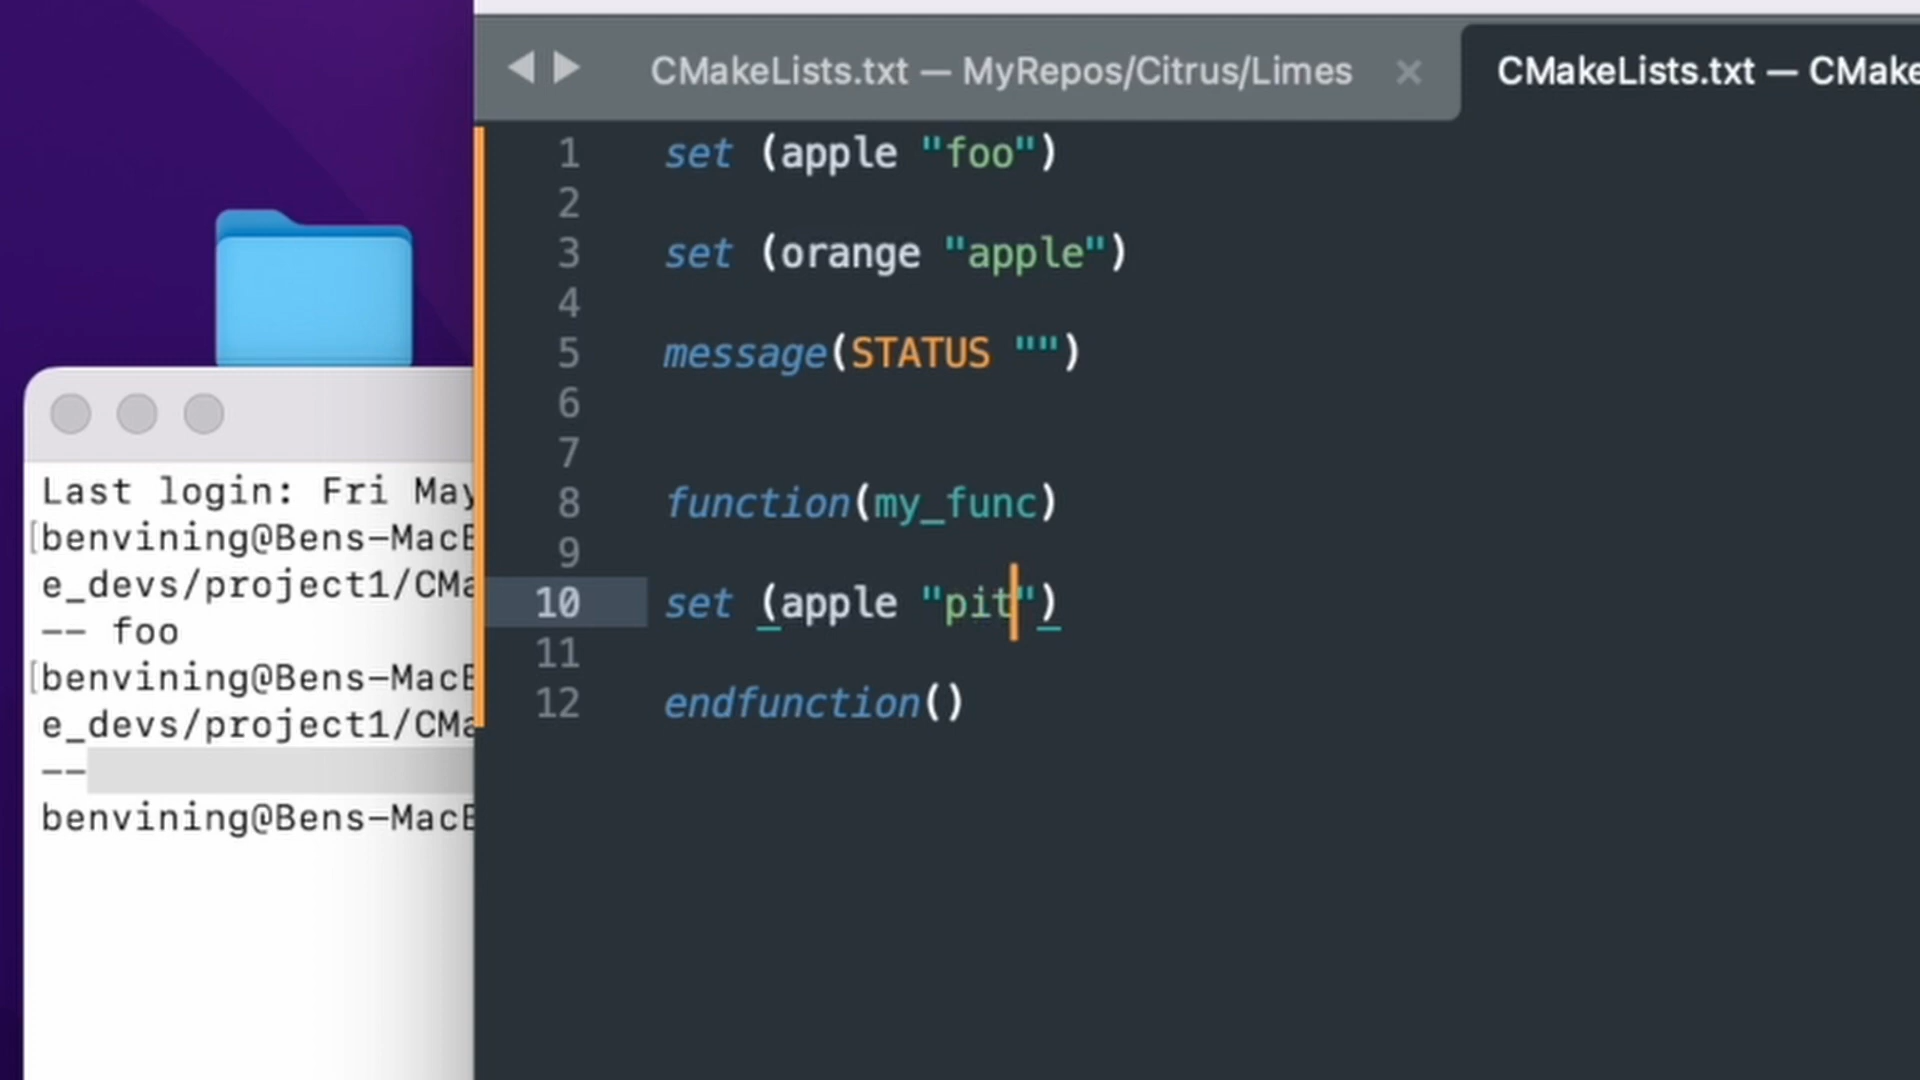 CMakeLists.txt — MyRepos/Citrus/Limes ×
CMakeLists.txt — CMake
1 set (apple "foo")
2
3 set (orange "apple")
4
5 message(STATUS "")
6
7
8 function(my_func)
9
10 set (apple "pit")
11
12 endfunction()
Last login: Fri May
[benvining@Bens-MacB
e_devs/project1/CMa
-- foo
[benvining@Bens-MacB
e_devs/project1/CMa
--
benvining@Bens-MacB